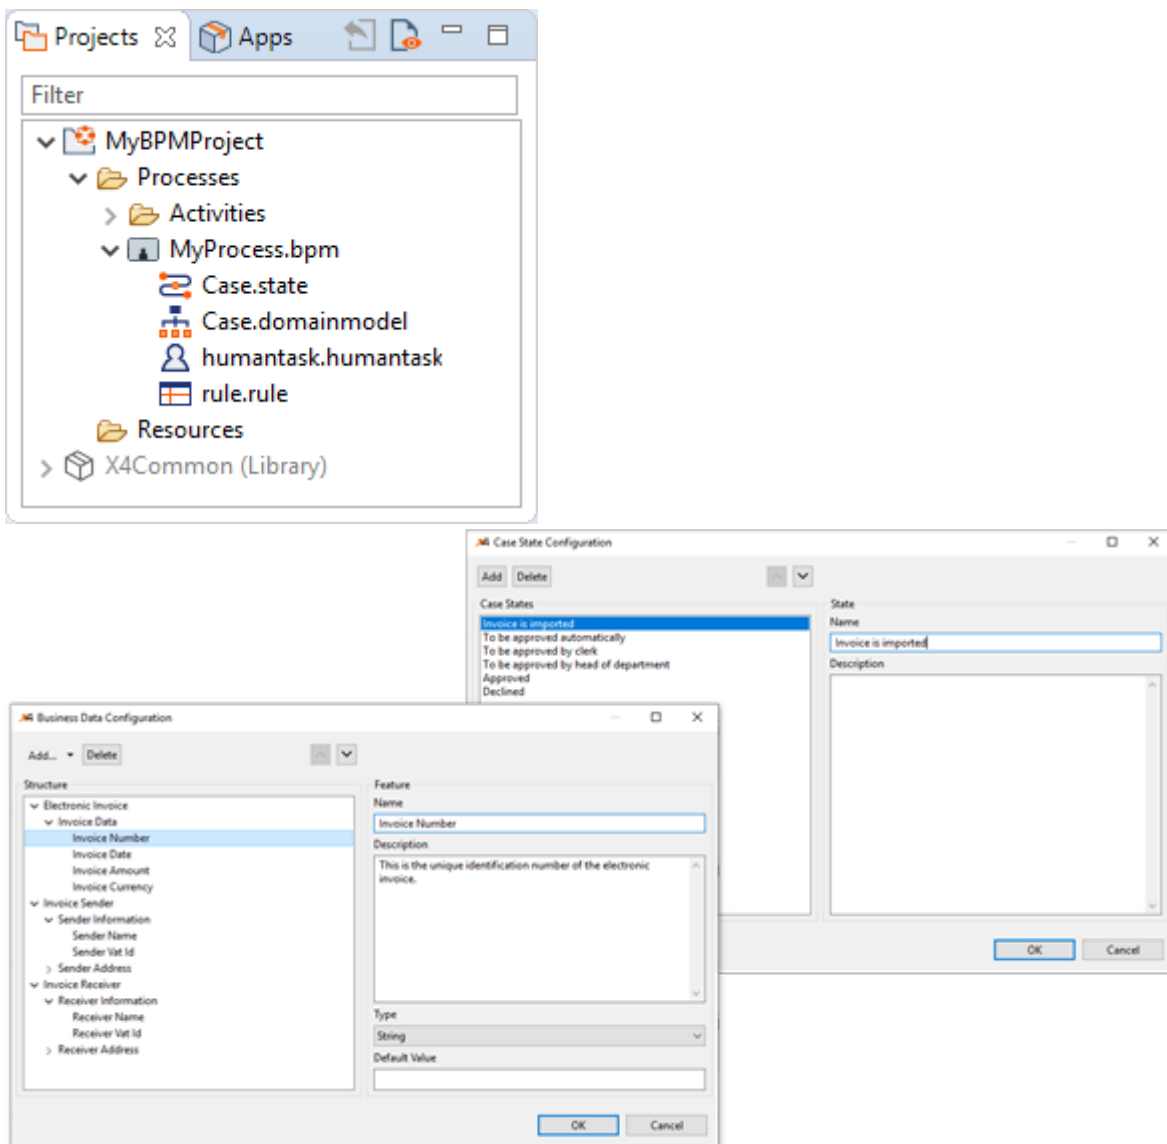 Projects Apps
Filter
MyBPMProject
Processes
Activities
MyProcess.bpm
Case.state
Case.domainmodel
humantask.humantask
rule.rule
Resources
X4Common (Library)
Case State Configuration
Add Delete
Case States
Invoice is imported
To be approved automatically
To be approved by clerk
To be approved by head of department
Approved
Declined
State
Name
Invoice is imported
Description
OK Cancel
Business Data Configuration
Add... Delete
Structure
Electronic Invoice
Invoice Data
Invoice Number
Invoice Date
Invoice Amount
Invoice Currency
Invoice Sender
Sender Information
Sender Name
Sender Vat Id
Sender Address
Invoice Receiver
Receiver Information
Receiver Name
Receiver Vat Id
Receiver Address
Feature
Name
Invoice Number
Description
This is the unique identification number of the electronic
invoice.
Type
String
Default Value
OK Cancel